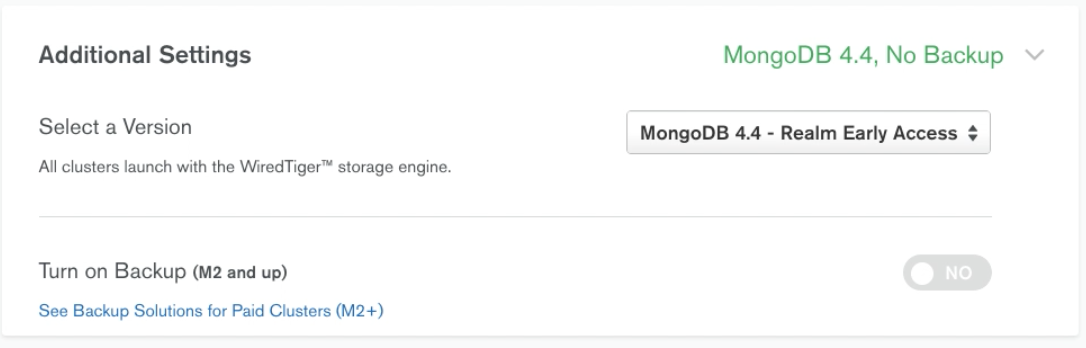 Additional Settings
MongoDB 4.4, No Backup
Select a Version
MongoDB 4.4 - Realm Early Access
All clusters launch with the WiredTiger™ storage engine.
Turn on Backup (M2 and up)
NO
See Backup Solutions for Paid Clusters (M2+)